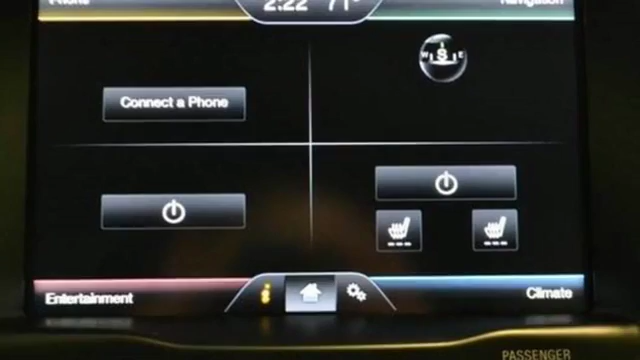 Phone 2:22 71° Navigation
W S E
Connect a Phone
Entertainment i Climate
PASSENGER